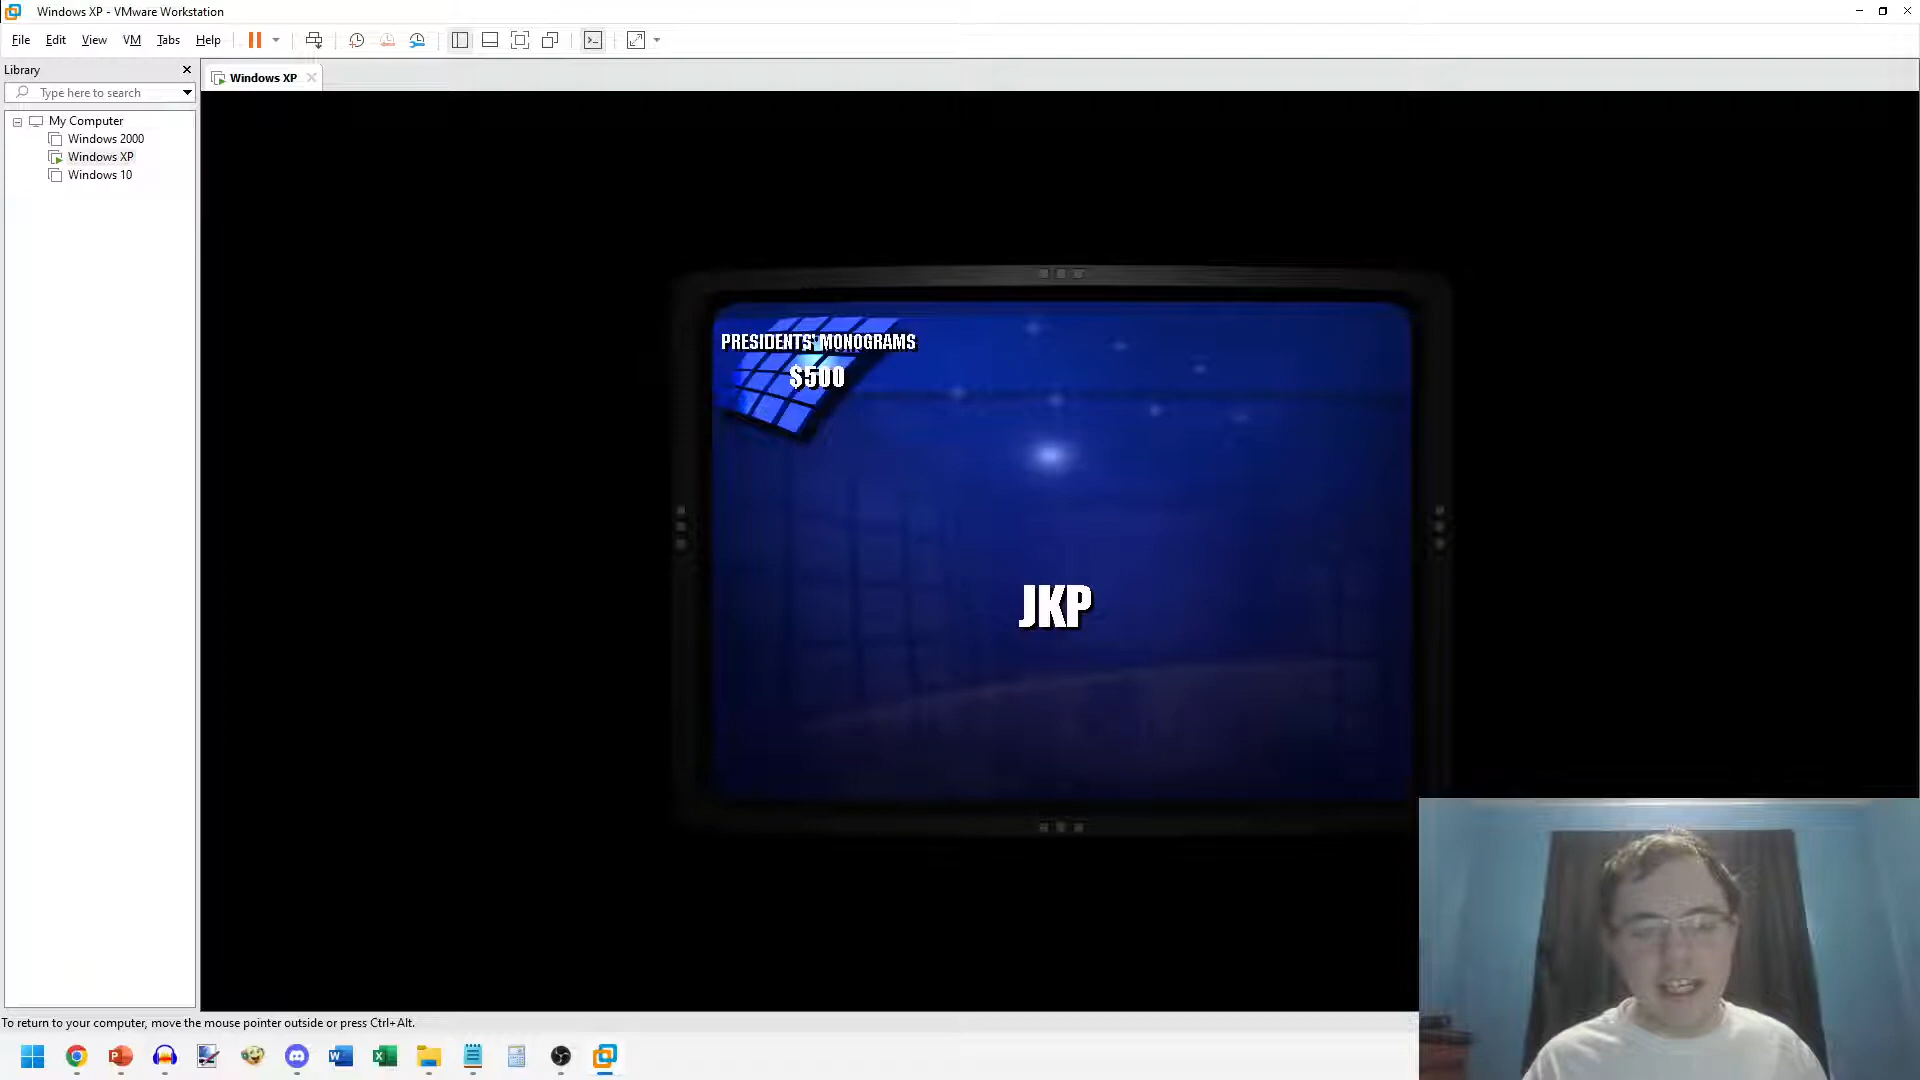 Windows XP - VMware Workstation
File Edit View VM Tabs Help
Library
Windows XP
Type here to search
My Computer
Windows 2000
Windows XP
Windows 10
PRESIDENTS' MONOGRAMS
$500
JKP
To return to your computer, move the mouse pointer outside or press Ctrl+Alt.